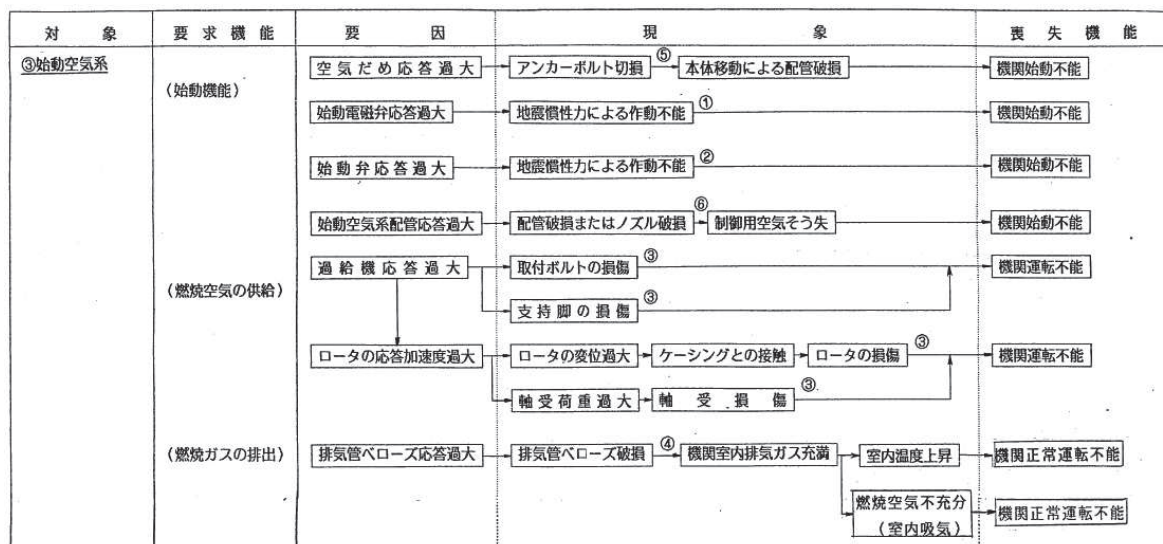 対象 要求機能 要因 現象 喪失機能
③始動空気系
(始動機能)
空気だめ応答過大 アンカーボルト切損 ⑤ 本体移動による配管破損 機関始動不能
始動電磁弁応答過大 地震慣性力による作動不能 ① 機関始動不能
始動弁応答過大 地震慣性力による作動不能 ② 機関始動不能
始動空気系配管応答過大 配管破損またはノズル破損 ⑥ 制御用空気そう失 機関始動不能
(燃焼空気の供給)
過給機応答過大 取付ボルトの損傷 ③ 機関運転不能
支持脚の損傷 ③
ロータの応答加速度過大 ロータの変位過大 ケーシングとの接触 ロータの損傷 ③ 機関運転不能
軸受荷重過大 軸受損傷 ③
(燃焼ガスの排出)
排気管ベローズ応答過大 排気管ベローズ破損 ④ 機関室内排気ガス充満 室内温度上昇 機関正常運転不能
燃焼空気不充分 機関正常運転不能
(室内吸気)